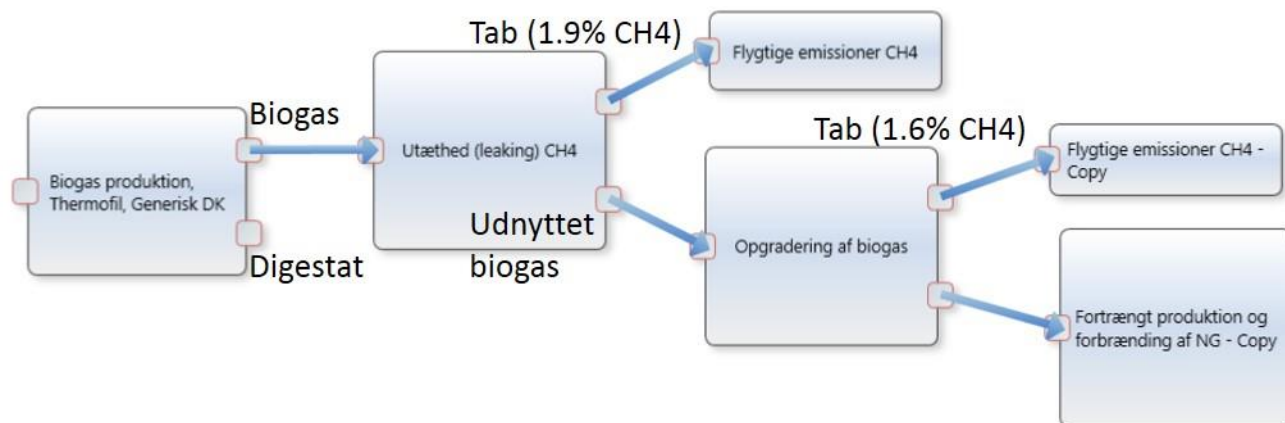 Tab (1.9% CH4)
Flygtige emissioner CH4
Biogas
Tab (1.6% CH4)
Utæthed (leaking) CH4
Flygtige emissioner CH4 -
Copy
Biogas produktion,
Thermofil, Generisk DK
Udnyttet
biogas
Opgradering af biogas
Digestat
Fortrængt produktion og
forbrænding af NG - Copy